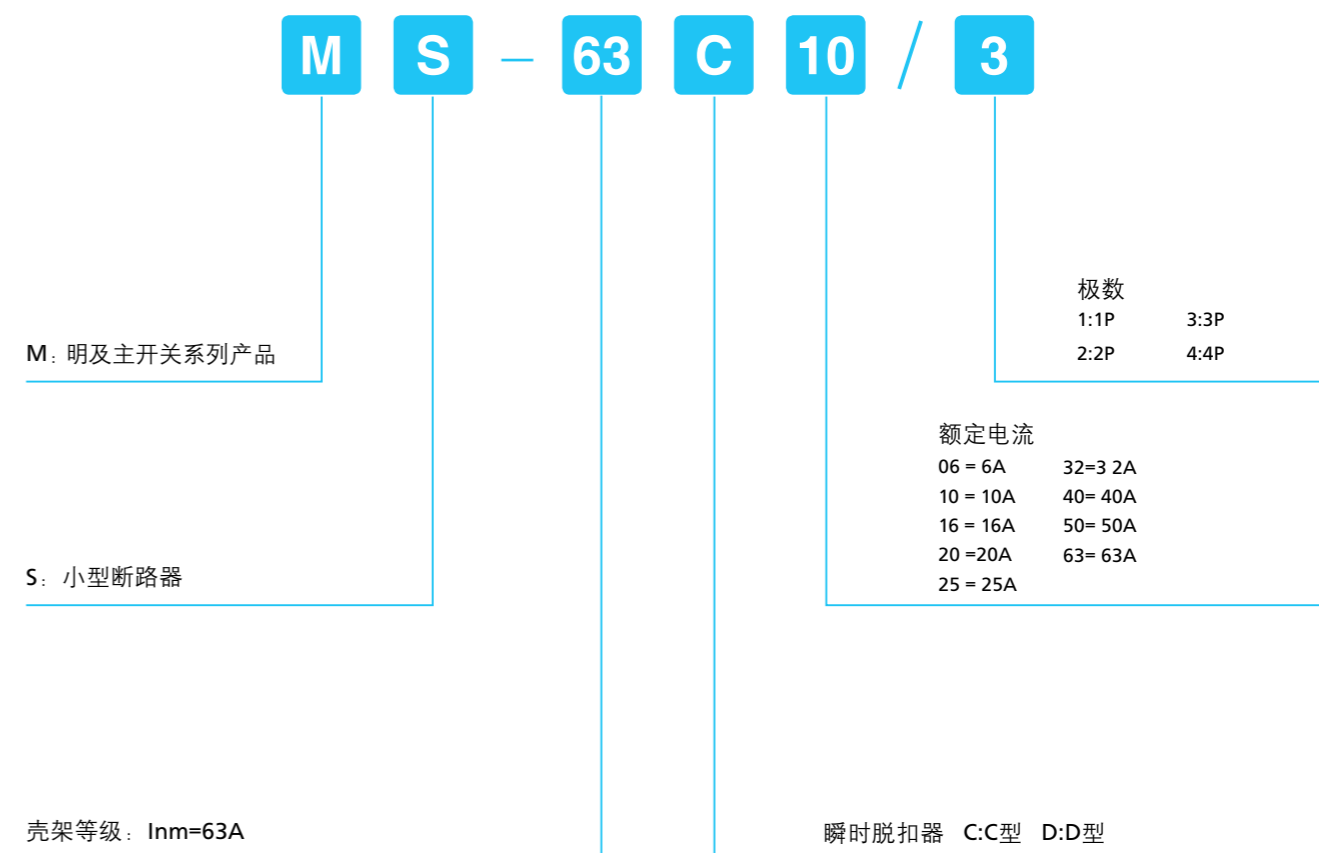 M S - 63 C 10 / 3
极数
1:1P 3:3P
2:2P 4:4P
M：明及主开关系列产品
额定电流
06 = 6A 32=3 2A
10 = 10A 40= 40A
16 = 16A 50= 50A
20 =20A 63= 63A
25 = 25A
S：小型断路器
壳架等级：Inm=63A
瞬时脱扣器 C:C型 D:D型